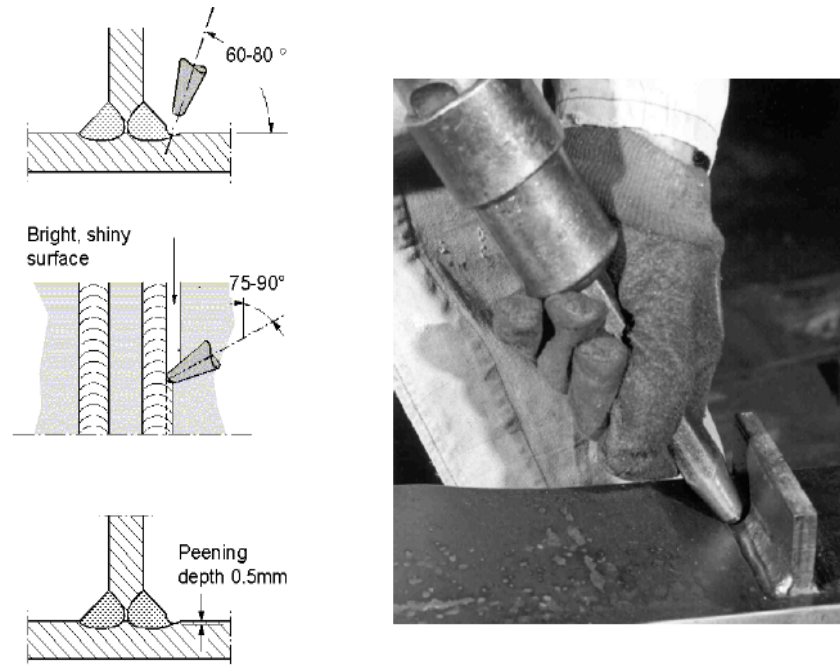 60-80 °
Bright, shiny
surface
75-90°
Peening
depth 0.5mm